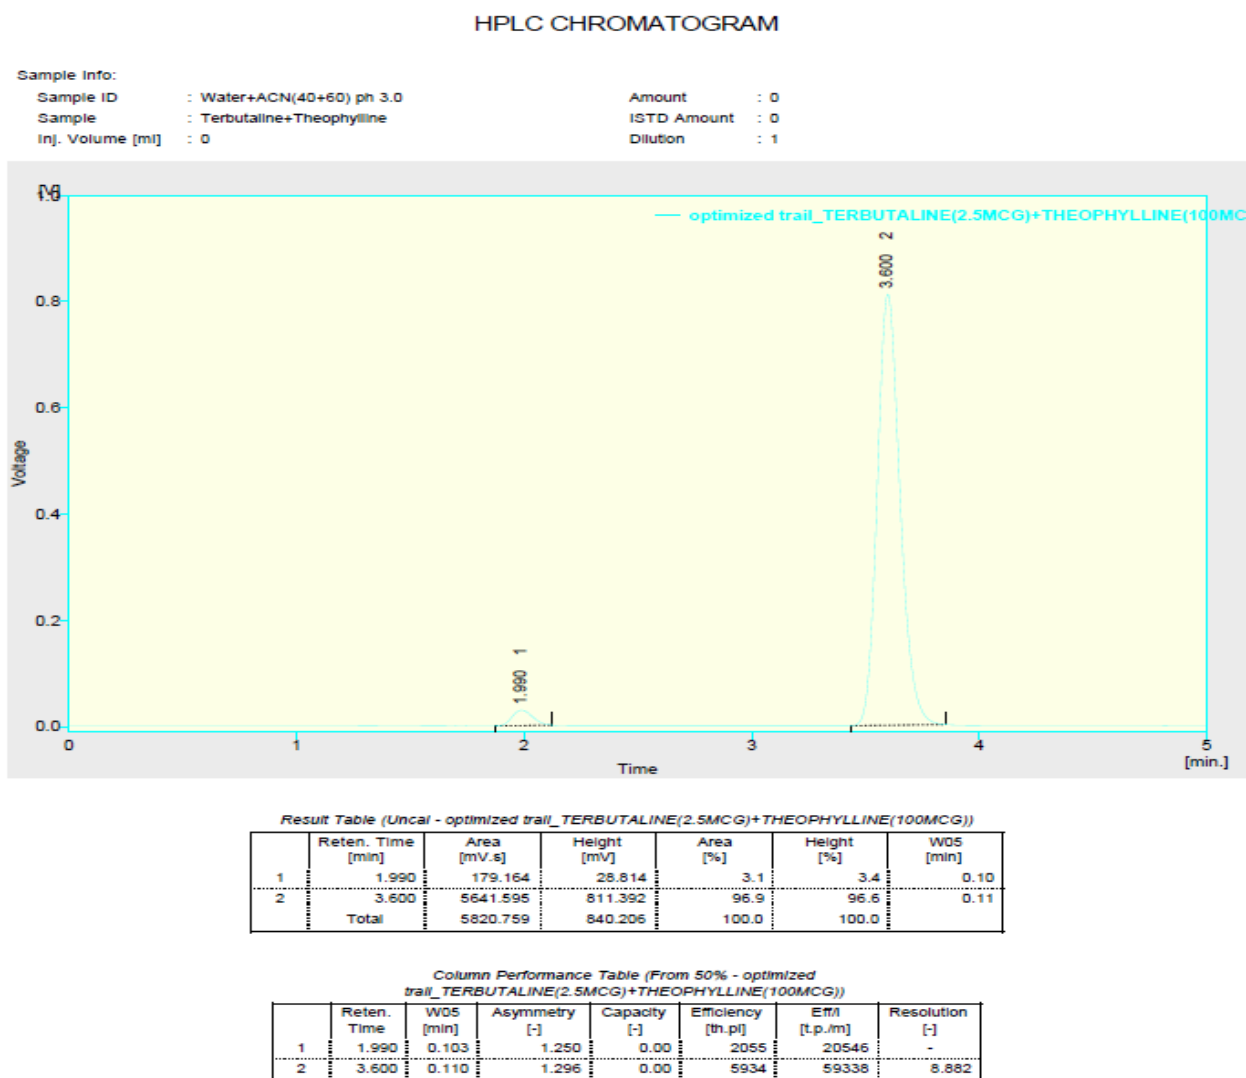 HPLC CHROMATOGRAM
Sample Info:
Sample ID : Water+ACN(40+60) ph 3.0 Amount : 0
Sample : Terbutaline+Theophylline ISTD Amount : 0
Inj. Volume [ml] : 0 Dilution : 1
[V]
1.0
optimized trail_TERBUTALINE(2.5MCG)+THEOPHYLLINE(100MC
3.600 2
0.8
0.6
Voltage
0.4
0.2
1.990 1
0.0
0 1 2 3 4 5
Time [min.]
Result Table (Uncal - optimized trail_TERBUTALINE(2.5MCG)+THEOPHYLLINE(100MCG))
Reten. Time [min] Area [mV.s] Height [mV] Area [%] Height [%] W05 [min]
1 1.990 179.164 28.814 3.1 3.4 0.10
2 3.600 5641.595 811.392 96.9 96.6 0.11
Total 5820.759 840.206 100.0 100.0
Column Performance Table (From 50% - optimized
trail_TERBUTALINE(2.5MCG)+THEOPHYLLINE(100MCG))
Reten. Time W05 [min] Asymmetry [-] Capacity [-] Efficiency [th.pl] Eff/l [t.p./m] Resolution [-]
1 1.990 0.103 1.250 0.00 2055 20546 -
2 3.600 0.110 1.296 0.00 5934 59338 8.882